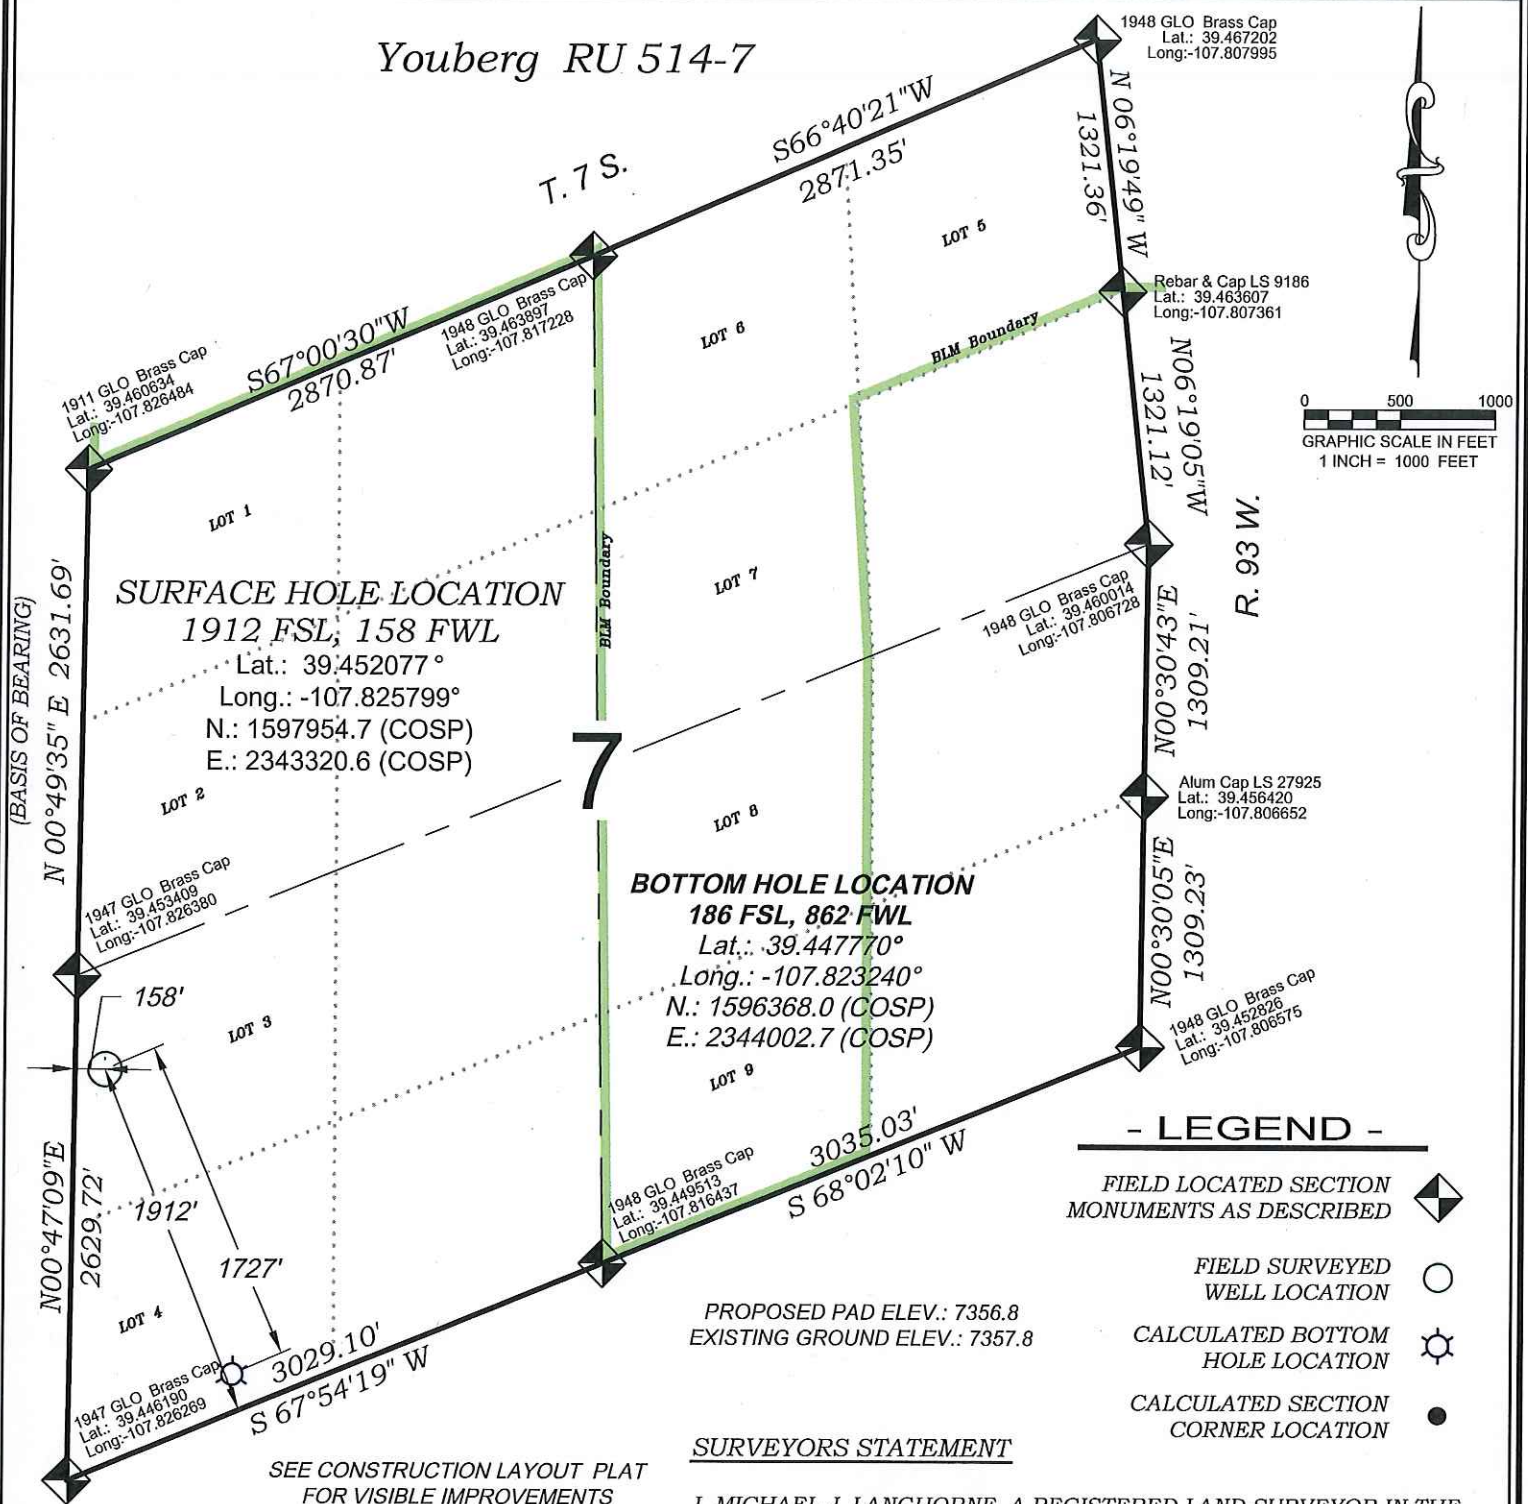 Youberg RU 514-7
1948 GLO Brass Cap
Lat.: 39.467202
Long:-107.807995
T. 7 S.
S66°40'21"W
2871.35'
N 06°19'49" W
1321.36'
LOT 5
1948 GLO Brass Cap
Lat.: 39.463897
Long:-107.817228
Rebar & Cap LS 9186
Lat.: 39.463607
Long:-107.807361
LOT 6
BLM Boundary
S67°00'30"W
2870.87'
1911 GLO Brass Cap
Lat.: 39.460634
Long:-107.826484
N06°19'05"W
1321.12'
0 500 1000
GRAPHIC SCALE IN FEET
1 INCH = 1000 FEET
LOT 1
BLM Boundary
LOT 7
R. 93 W.
SURFACE HOLE LOCATION
1912 FSL, 158 FWL
Lat.: 39.452077°
Long.: -107.825799°
N.: 1597954.7 (COSP)
E.: 2343320.6 (COSP)
(BASIS OF BEARING)
N 00°49'35" E 2631.69'
1948 GLO Brass Cap
Lat.: 39.460014
Long:-107.806728
N00°30'43"E
1309.21'
7
LOT 2
LOT 8
Alum Cap LS 27925
Lat.: 39.456420
Long:-107.806652
1947 GLO Brass Cap
Lat.: 39.453409
Long:-107.826380
BOTTOM HOLE LOCATION
186 FSL, 862 FWL
Lat.: 39.447770°
Long.: -107.823240°
N.: 1596368.0 (COSP)
E.: 2344002.7 (COSP)
N00°30'05"E
1309.23'
158'
LOT 3
LOT 9
1948 GLO Brass Cap
Lat.: 39.452826
Long:-107.806575
N00°47'09"E
2629.72'
1912'
1727'
LOT 4
1948 GLO Brass Cap
Lat.: 39.449513
Long:-107.816437
3035.03'
S 68°02'10" W
3029.10'
S 67°54'19" W
1947 GLO Brass Cap
Lat.: 39.446190
Long:-107.826269
- LEGEND -
FIELD LOCATED SECTION
MONUMENTS AS DESCRIBED
FIELD SURVEYED
WELL LOCATION
CALCULATED BOTTOM
HOLE LOCATION
CALCULATED SECTION
CORNER LOCATION
PROPOSED PAD ELEV.: 7356.8
EXISTING GROUND ELEV.: 7357.8
SEE CONSTRUCTION LAYOUT PLAT
FOR VISIBLE IMPROVEMENTS
SURVEYORS STATEMENT
I, MICHAEL J. LANGHORNE, A REGISTERED LAND SURVEYOR IN THE